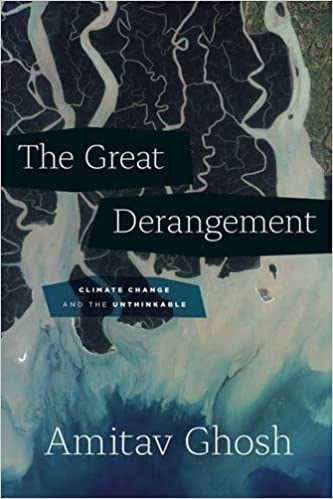 The Great
Derangement
CLIMATE CHANGE
AND THE UNTHINKABLE
Amitav Ghosh